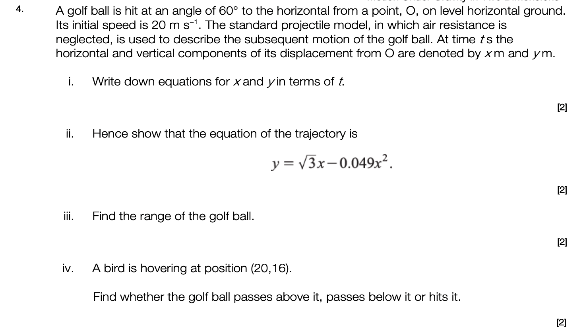 4. A golf ball is hit at an angle of 60° to the horizontal from a point, O, on level horizontal ground.
Its initial speed is 20 m s⁻¹. The standard projectile model, in which air resistance is
neglected, is used to describe the subsequent motion of the golf ball. At time t s the
horizontal and vertical components of its displacement from O are denoted by x m and y m.
i. Write down equations for x and y in terms of t.
[2]
ii. Hence show that the equation of the trajectory is
y = √3x − 0.049x².
[2]
iii. Find the range of the golf ball.
[2]
iv. A bird is hovering at position (20,16).
Find whether the golf ball passes above it, passes below it or hits it.
[2]